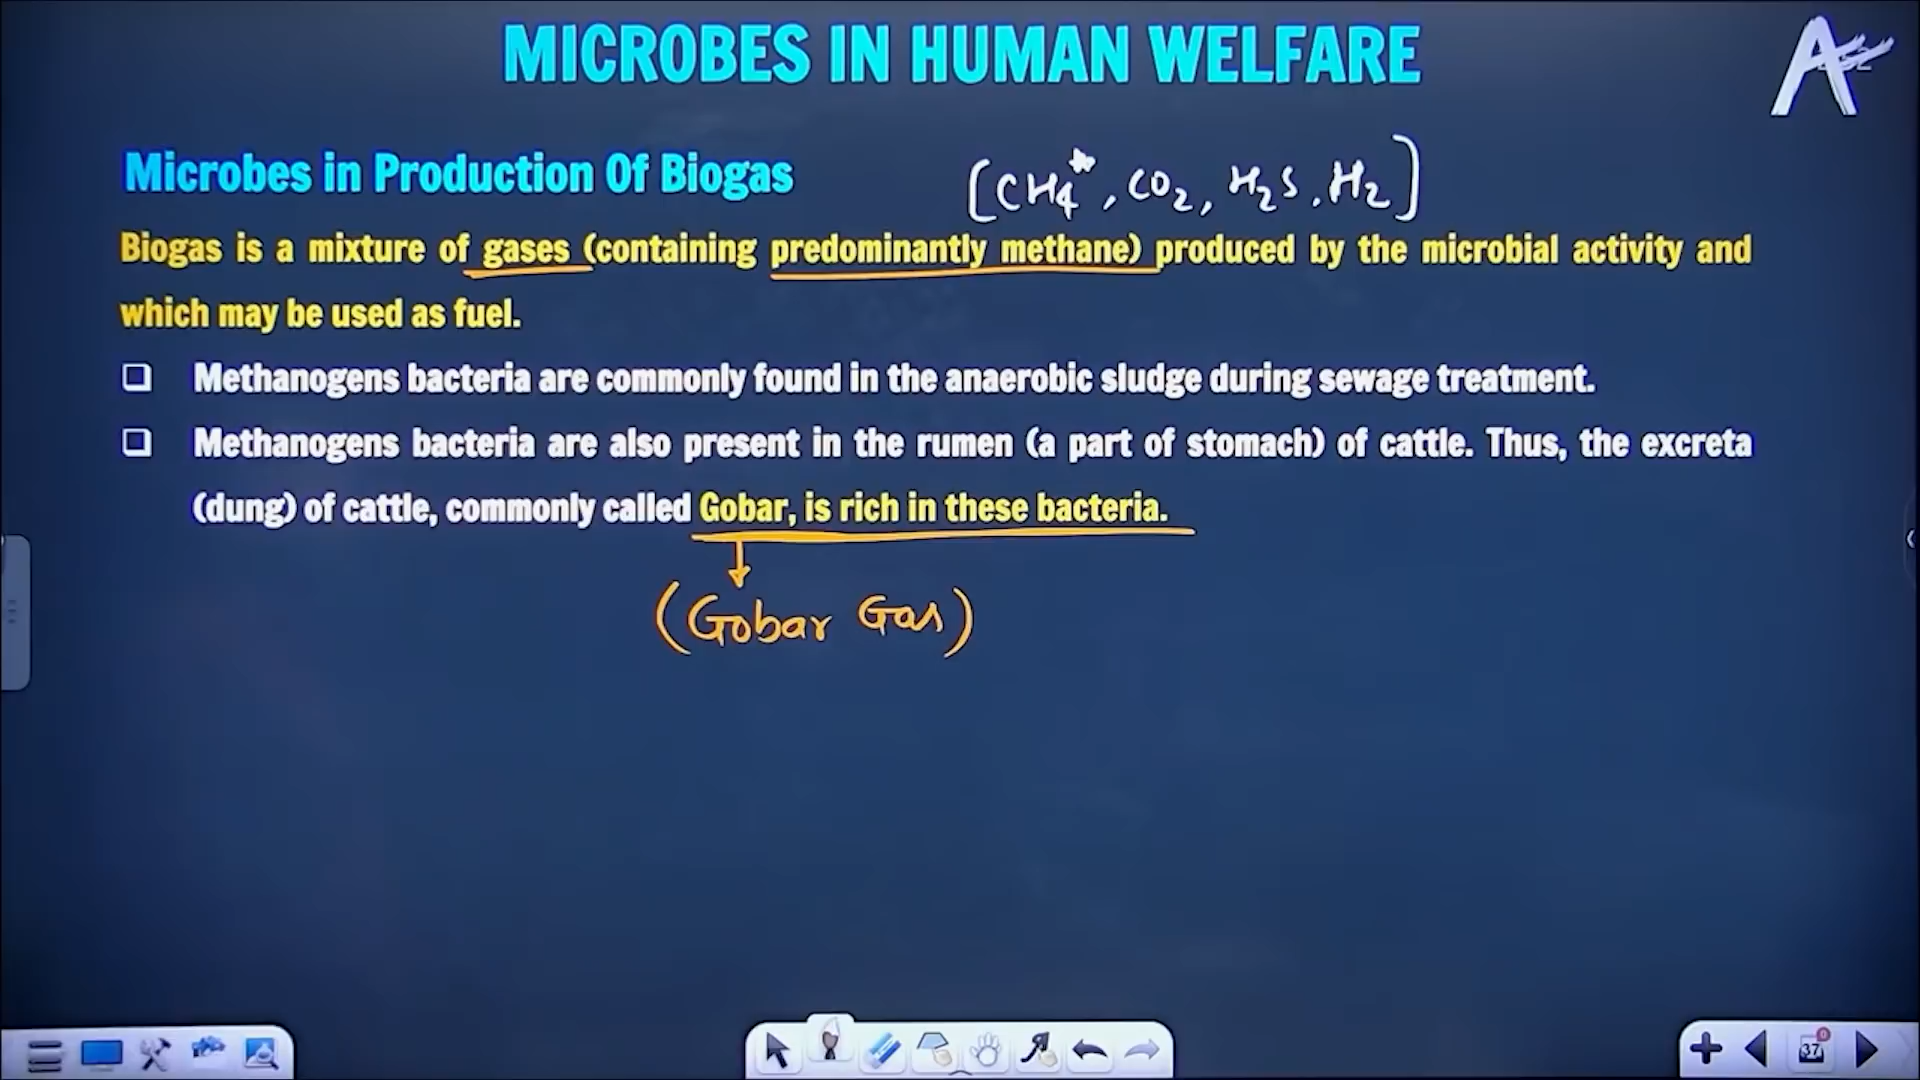 MICROBES IN HUMAN WELFARE
Microbes in Production Of Biogas
[CH4*, CO2, H2S, H2]
Biogas is a mixture of gases (containing predominantly methane) produced by the microbial activity and
which may be used as fuel.
❑ Methanogens bacteria are commonly found in the anaerobic sludge during sewage treatment.
❑ Methanogens bacteria are also present in the rumen (a part of stomach) of cattle. Thus, the excreta
(dung) of cattle, commonly called Gobar, is rich in these bacteria.
(Gobar Gas)
37
0